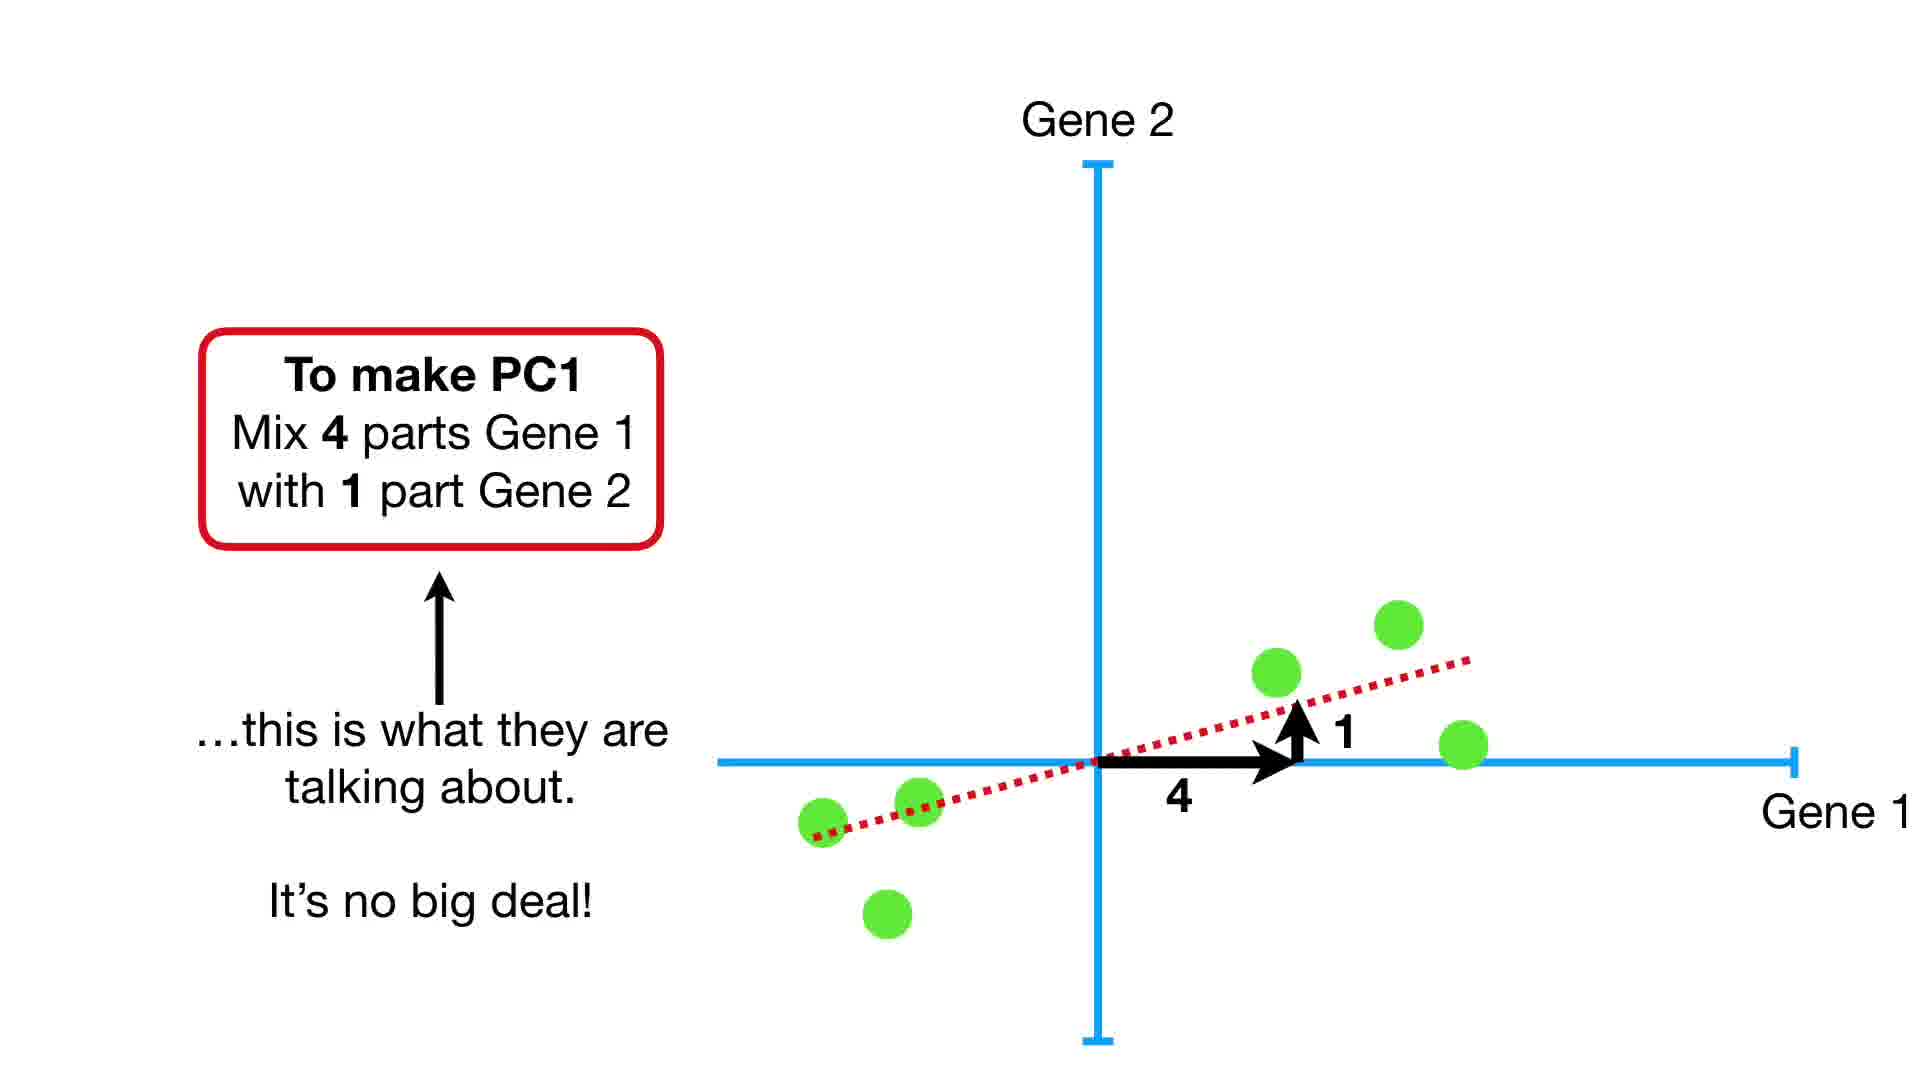 Gene 2
To make PC1
Mix 4 parts Gene 1
with 1 part Gene 2
…this is what they are
talking about.
It’s no big deal!
1
4
Gene 1